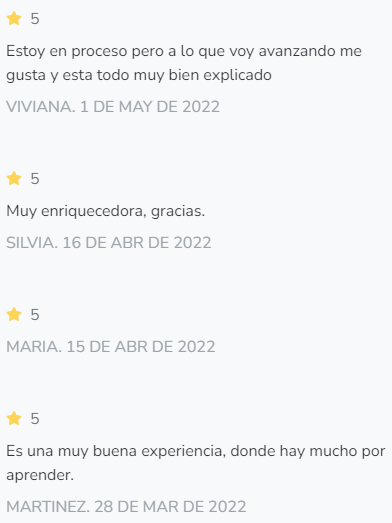 5
Estoy en proceso pero a lo que voy avanzando me
gusta y esta todo muy bien explicado
VIVIANA. 1 DE MAY DE 2022
5
Muy enriquecedora, gracias.
SILVIA. 16 DE ABR DE 2022
5
MARIA. 15 DE ABR DE 2022
5
Es una muy buena experiencia, donde hay mucho por
aprender.
MARTINEZ. 28 DE MAR DE 2022